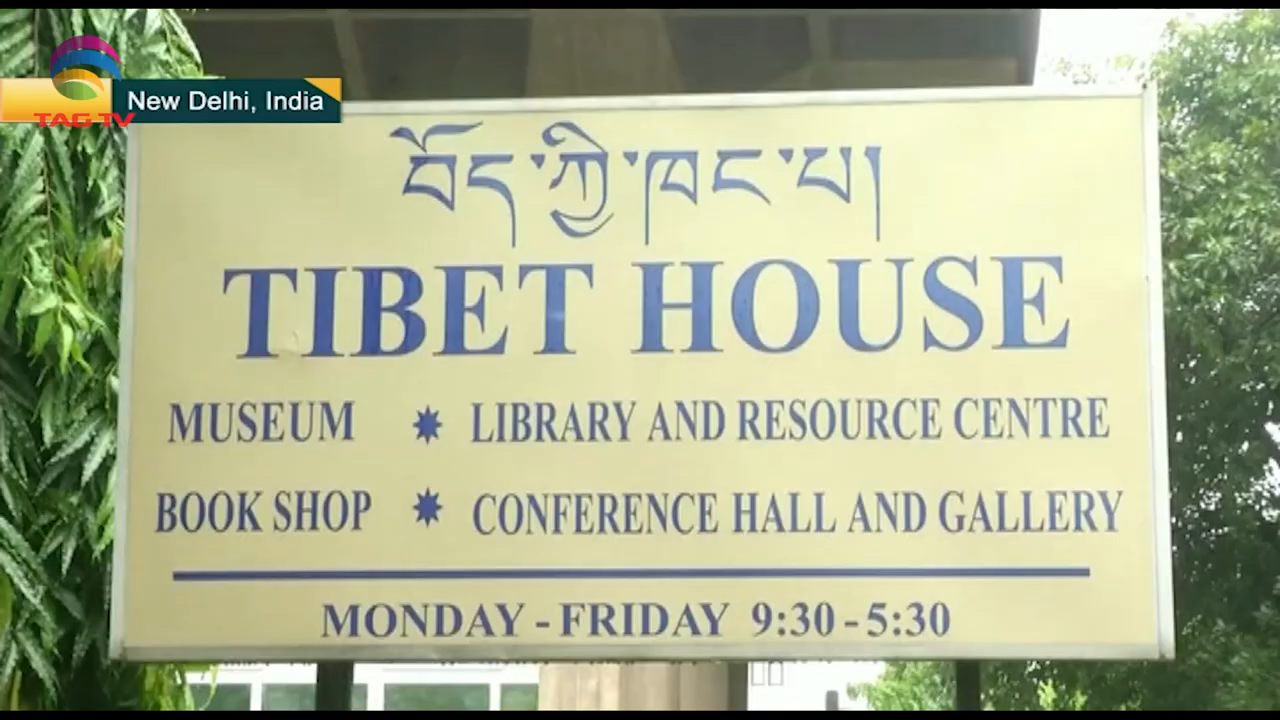 New Delhi, India
TAG TV
བོད་ཀྱི་ཁང་པ།
TIBET HOUSE
MUSEUM ✷ LIBRARY AND RESOURCE CENTRE
BOOK SHOP ✷ CONFERENCE HALL AND GALLERY
MONDAY - FRIDAY 9:30 - 5:30